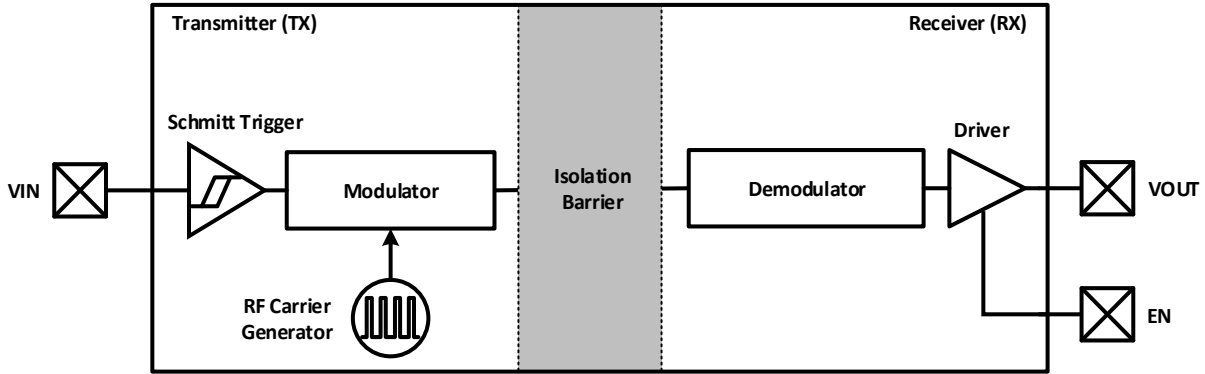 Transmitter (TX)
Receiver (RX)
Schmitt Trigger
Driver
VIN
Modulator
Isolation
Barrier
Demodulator
VOUT
RF Carrier
Generator
EN